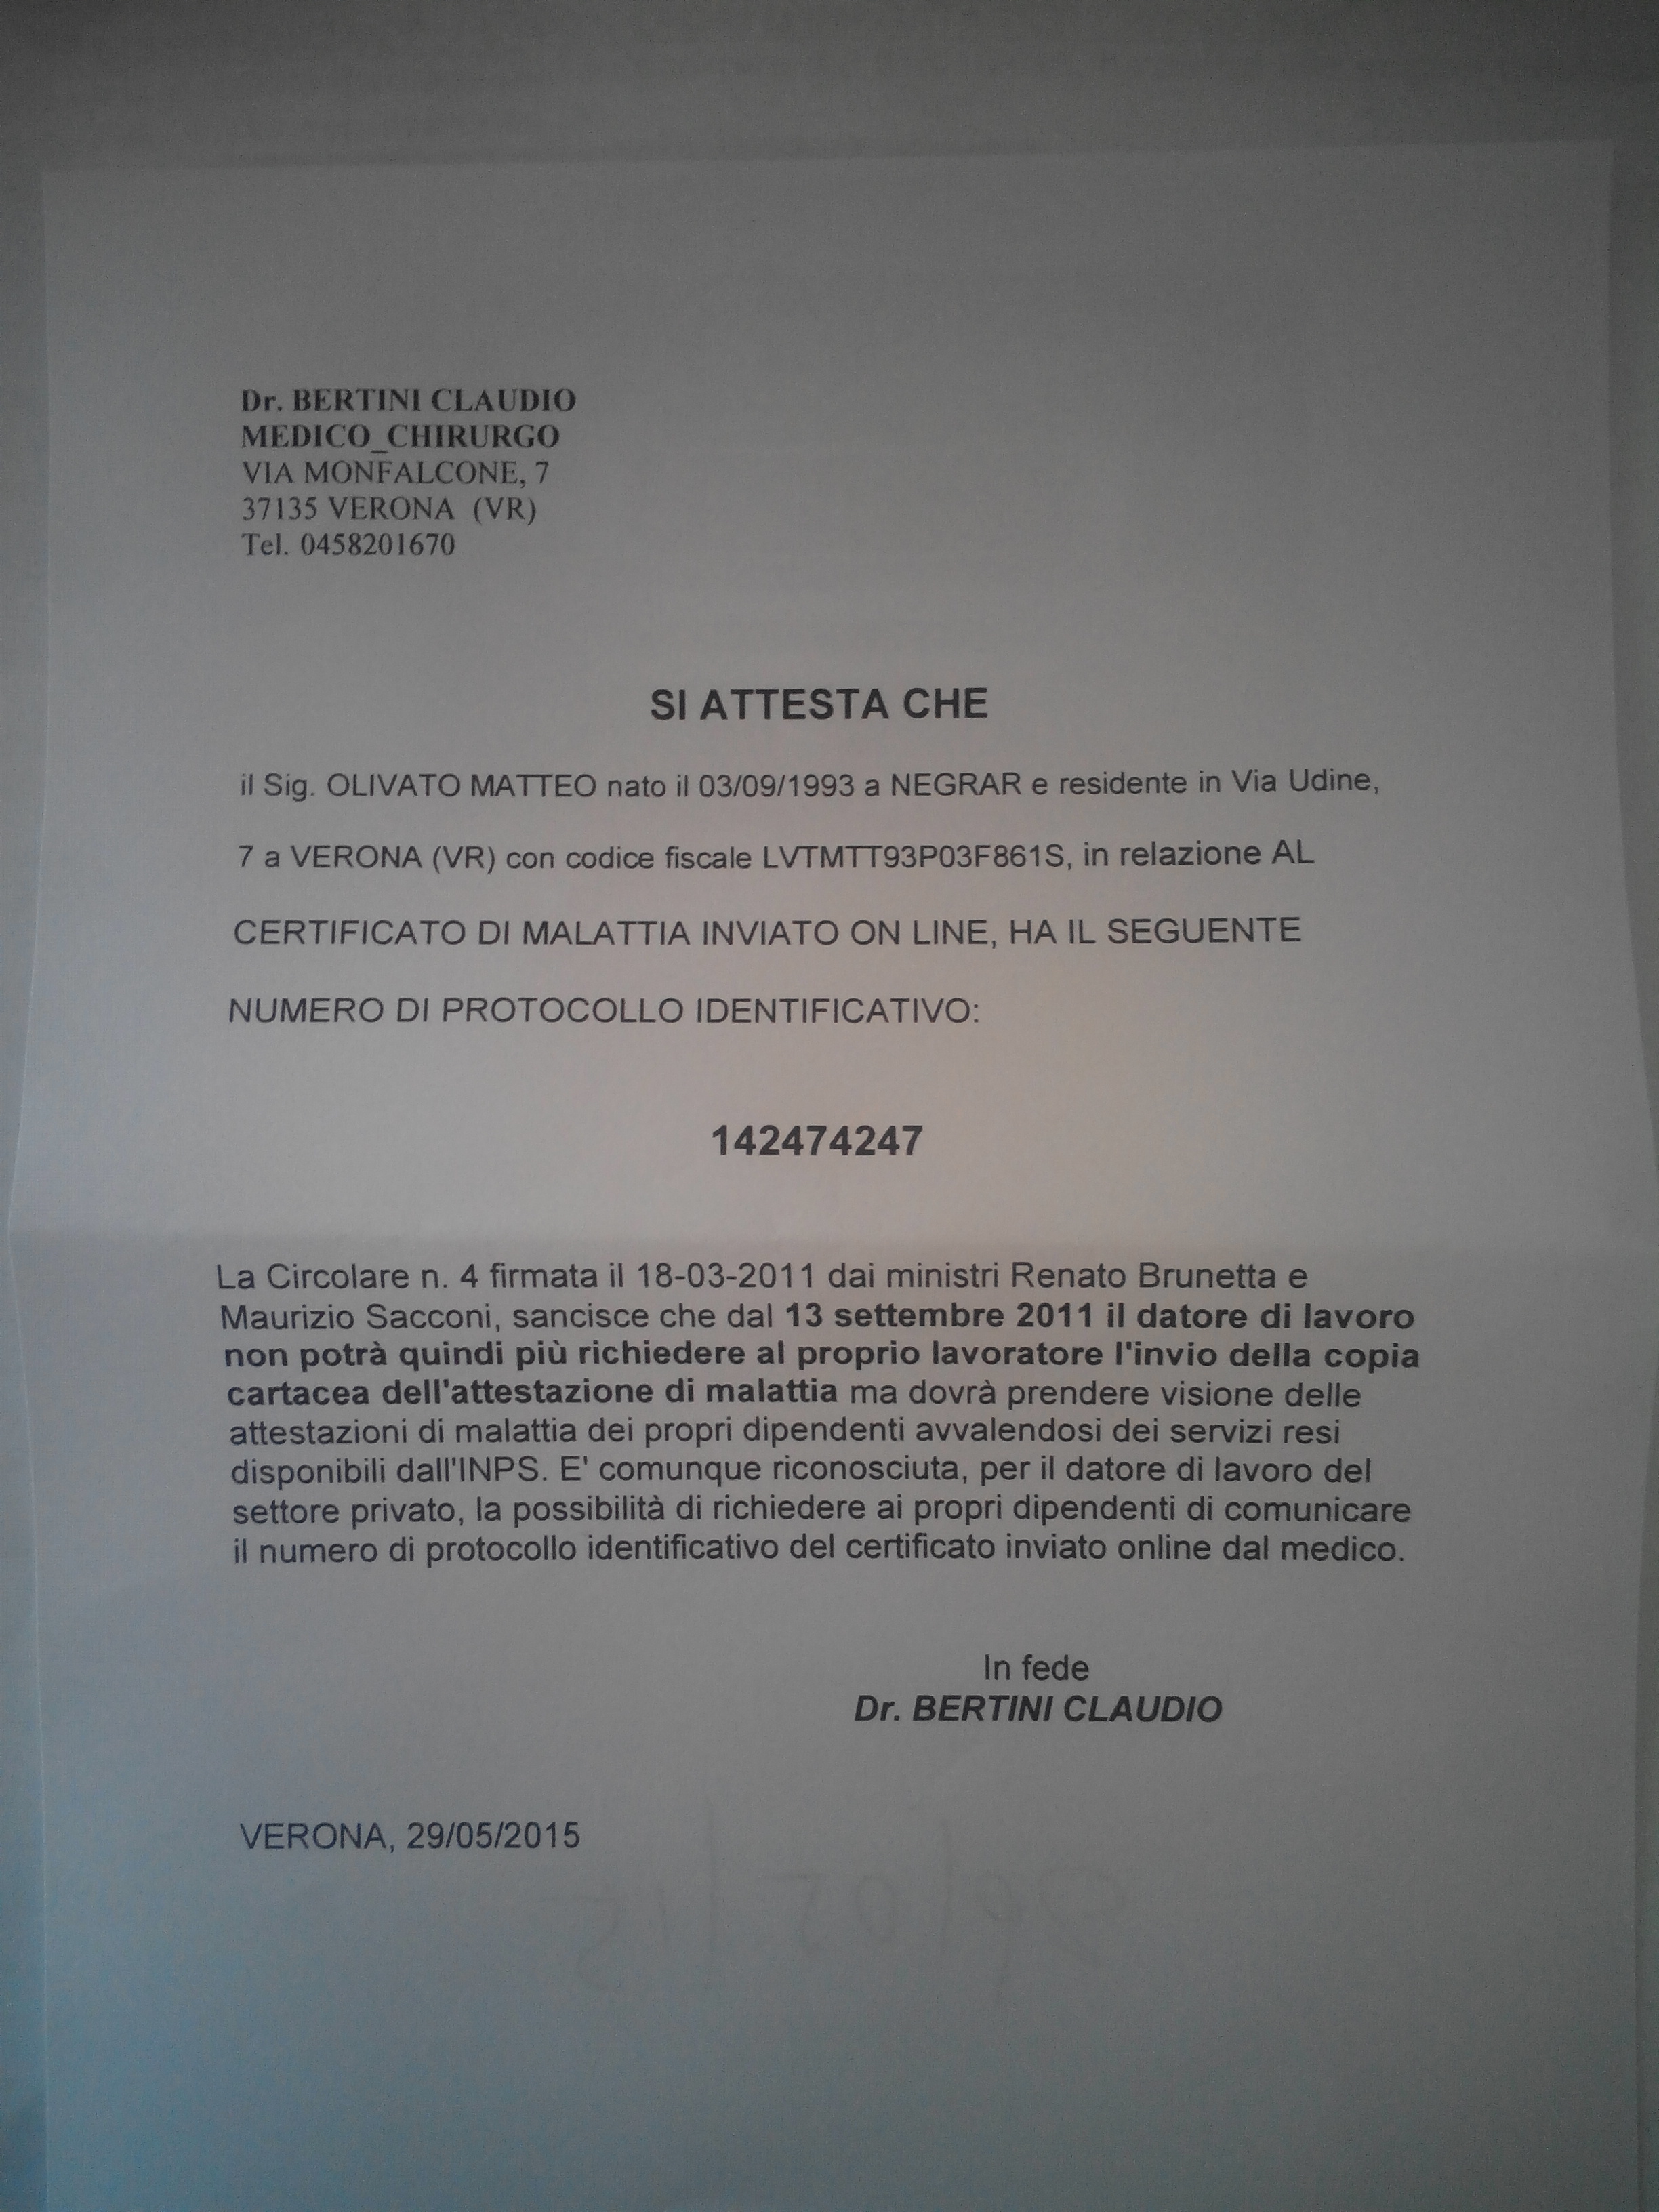 Dr. BERTINI CLAUDIO
MEDICO_CHIRURGO
VIA MONFALCONE, 7
37135 VERONA (VR)
Tel. 0458201670
SI ATTESTA CHE
il Sig. OLIVATO MATTEO nato il 03/09/1993 a NEGRAR e residente in Via Udine,
7 a VERONA (VR) con codice fiscale LVTMTT93P03F861S, in relazione AL
CERTIFICATO DI MALATTIA INVIATO ON LINE, HA IL SEGUENTE
NUMERO DI PROTOCOLLO IDENTIFICATIVO:
142474247
La Circolare n. 4 firmata il 18-03-2011 dai ministri Renato Brunetta e
Maurizio Sacconi, sancisce che dal 13 settembre 2011 il datore di lavoro
non potrà quindi più richiedere al proprio lavoratore l'invio della copia
cartacea dell'attestazione di malattia ma dovrà prendere visione delle
attestazioni di malattia dei propri dipendenti avvalendosi dei servizi resi
disponibili dall'INPS. E' comunque riconosciuta, per il datore di lavoro del
settore privato, la possibilità di richiedere ai propri dipendenti di comunicare
il numero di protocollo identificativo del certificato inviato online dal medico.
In fede
Dr. BERTINI CLAUDIO
VERONA, 29/05/2015